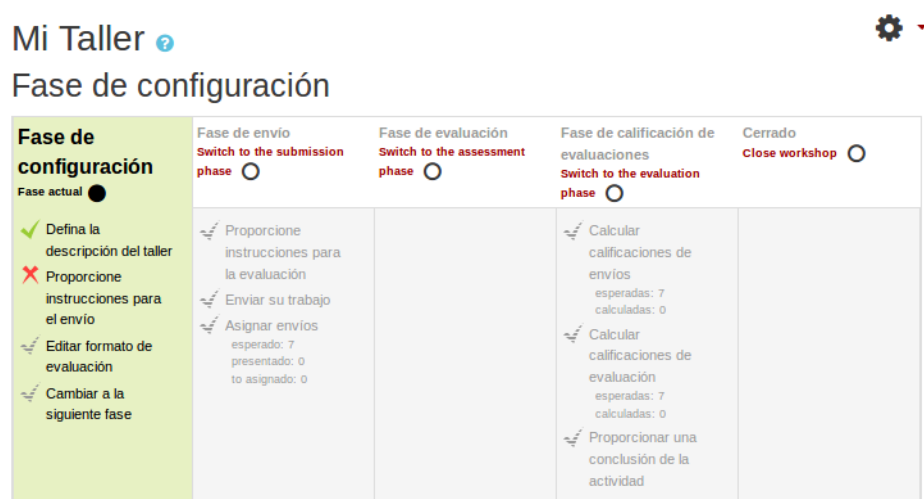 Mi Taller
Fase de configuración
Fase de
configuración
Fase actual
Defina la
descripción del taller
Proporcione
instrucciones para
el envío
Editar formato de
evaluación
Cambiar a la
siguiente fase
Fase de envío
Switch to the submission
phase
Proporcione
instrucciones para
la evaluación
Enviar su trabajo
Asignar envíos
esperado: 7
presentado: 0
to asignado: 0
Fase de evaluación
Switch to the assessment
phase
Fase de calificación de
evaluaciones
Switch to the evaluation
phase
Calcular
calificaciones de
envíos
esperadas: 7
calculadas: 0
Calcular
calificaciones de
evaluación
esperadas: 7
calculadas: 0
Proporcionar una
conclusión de la
actividad
Cerrado
Close workshop